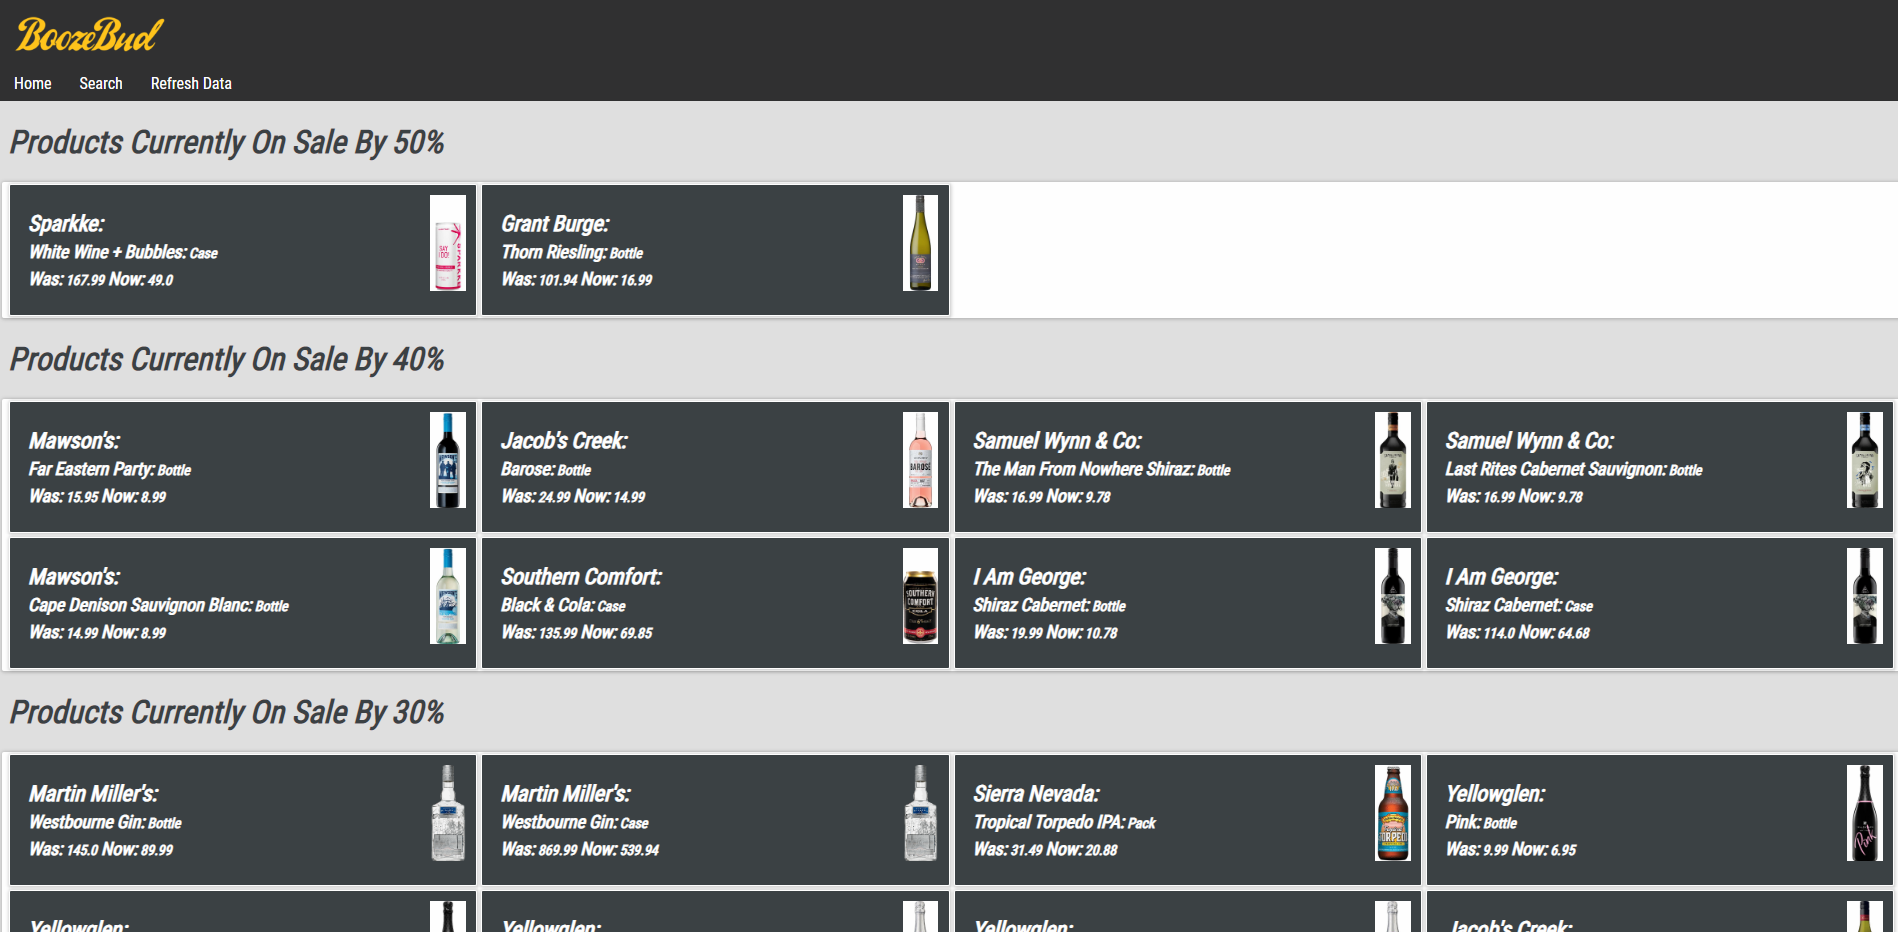 BoozeBud
Home Search Refresh Data
Products Currently On Sale By 50%
Sparkke:
White Wine + Bubbles: Case
Was: 167.99 Now: 49.0
Grant Burge:
Thorn Riesling: Bottle
Was: 101.94 Now: 16.99
Products Currently On Sale By 40%
Mawson's:
Far Eastern Party: Bottle
Was: 15.95 Now: 8.99
Jacob's Creek:
Barose: Bottle
Was: 24.99 Now: 14.99
BAROSE
Samuel Wynn & Co:
The Man From Nowhere Shiraz: Bottle
Was: 16.99 Now: 9.78
Samuel Wynn & Co:
Last Rites Cabernet Sauvignon: Bottle
Was: 16.99 Now: 9.78
Mawson's:
Cape Denison Sauvignon Blanc: Bottle
Was: 14.99 Now: 8.99
Southern Comfort:
Black & Cola: Case
Was: 135.99 Now: 69.85
SOUTHERN
COMFORT
I Am George:
Shiraz Cabernet: Bottle
Was: 19.99 Now: 10.78
I Am George:
Shiraz Cabernet: Case
Was: 114.0 Now: 64.68
Products Currently On Sale By 30%
Martin Miller's:
Westbourne Gin: Bottle
Was: 145.0 Now: 89.99
Martin Miller's:
Westbourne Gin: Case
Was: 869.99 Now: 539.94
Sierra Nevada:
Tropical Torpedo IPA: Pack
Was: 31.49 Now: 20.88
TORPEDO
Yellowglen:
Pink: Bottle
Was: 9.99 Now: 6.95
Pink
Yellowglen:
Yellowglen:
Yellowglen:
Jacob's Creek: